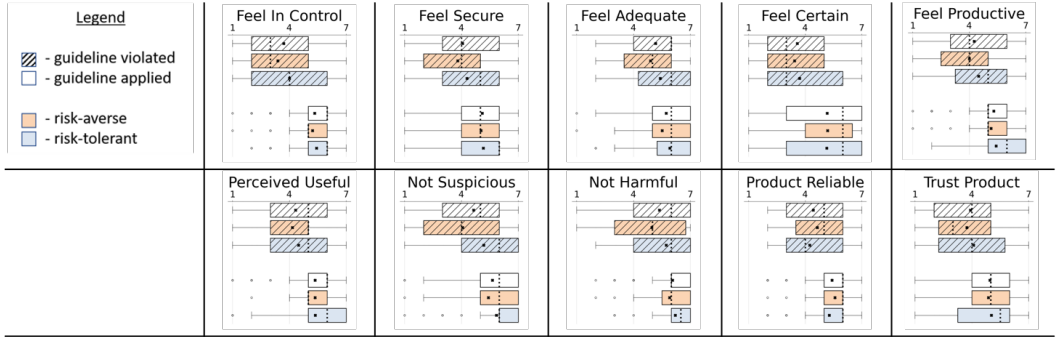 Legend
- guideline violated
- guideline applied
- risk-averse
- risk-tolerant
Feel In Control
1 4 7
Feel Secure
1 4 7
Feel Adequate
1 4 7
Feel Certain
1 4 7
Feel Productive
1 4 7
Perceived Useful
1 4 7
Not Suspicious
1 4 7
Not Harmful
1 4 7
Product Reliable
1 4 7
Trust Product
1 4 7